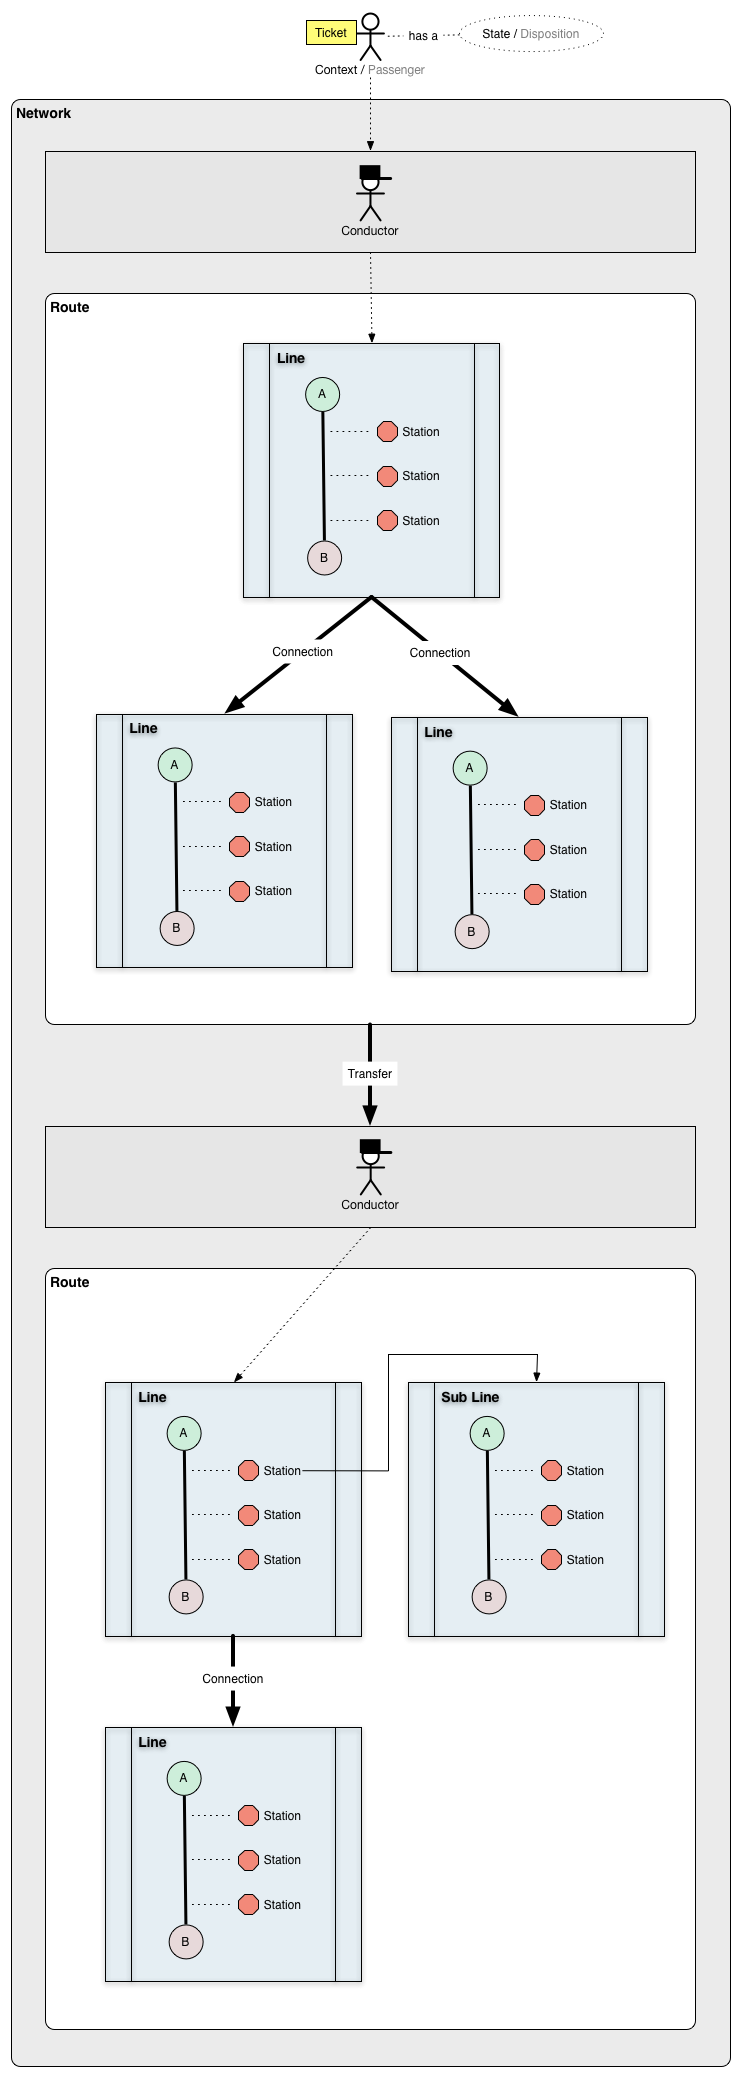 Ticket
has a
State / Disposition
Context / Passenger
Network
Conductor
Route
Line
A
Station
Station
Station
B
Connection
Connection
Line
A
Station
Station
Station
B
Line
A
Station
Station
Station
B
Transfer
Conductor
Route
Line
A
Station
Station
Station
B
Sub Line
A
Station
Station
Station
B
Connection
Line
A
Station
Station
Station
B